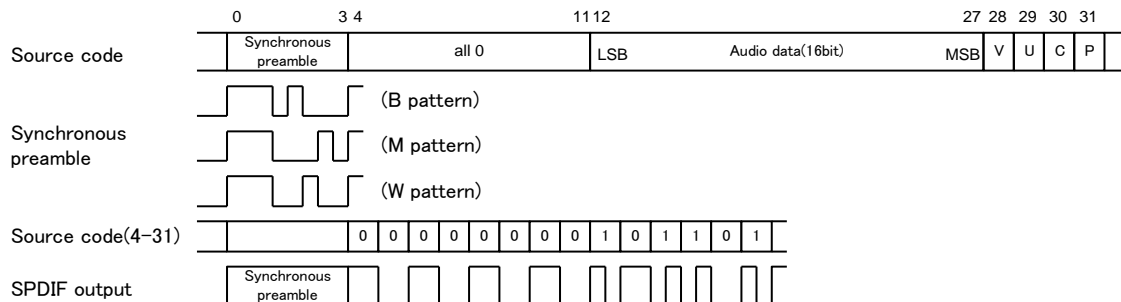 0 3 4 11 12 27 28 29 30 31
Source code Synchronous preamble all 0 LSB Audio data(16bit) MSB V U C P
(B pattern)
Synchronous preamble (M pattern)
(W pattern)
Source code(4-31) 0 0 0 0 0 0 0 0 1 0 1 1 0 1
SPDIF output Synchronous preamble